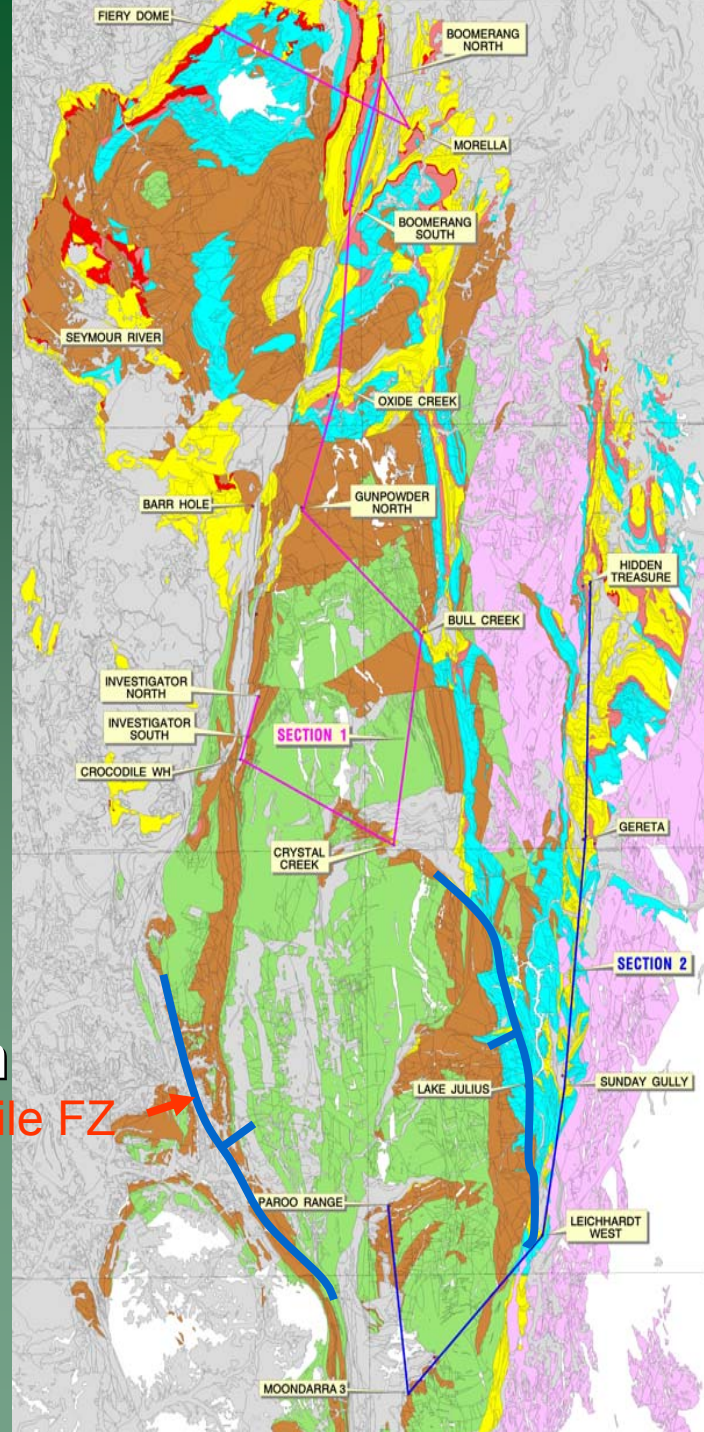 FIERY DOME
BOOMERANG
NORTH
MORELLA
BOOMERANG
SOUTH
SEYMOUR RIVER
OXIDE CREEK
BARR HOLE
GUNPOWDER
NORTH
HIDDEN
TREASURE
BULL CREEK
INVESTIGATOR
NORTH
INVESTIGATOR
SOUTH
SECTION 1
CROCODILE WH
GERETA
CRYSTAL
CREEK
SECTION 2
LAKE JULIUS
SUNDAY GULLY
ile FZ
PAROO RANGE
LEICHHARDT
WEST
MOONDARRA 3